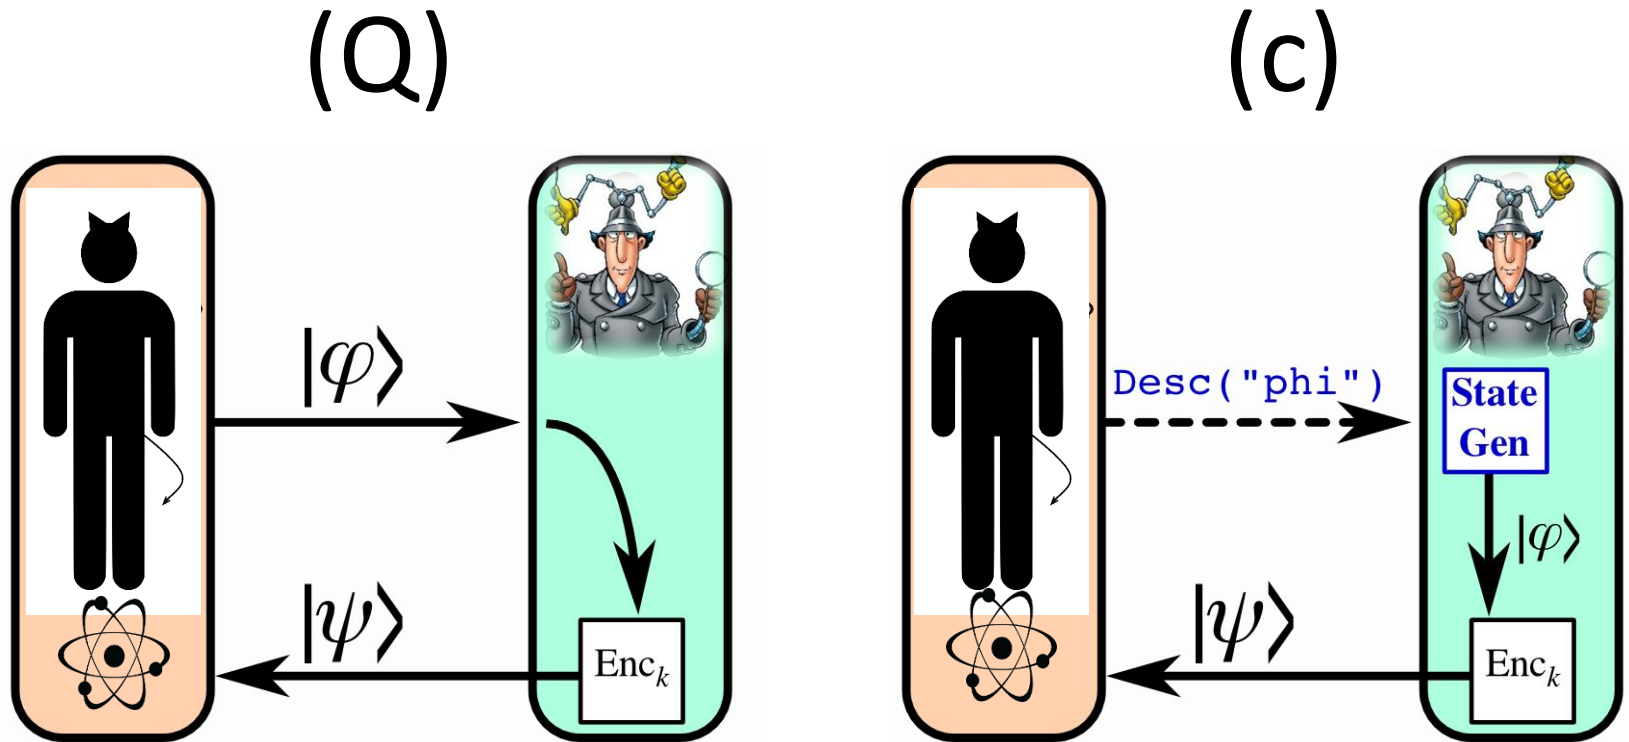 (Q)
(c)
|φ⟩
|ψ⟩
Enc_k
Desc("phi")
State
Gen
|φ⟩
|ψ⟩
Enc_k